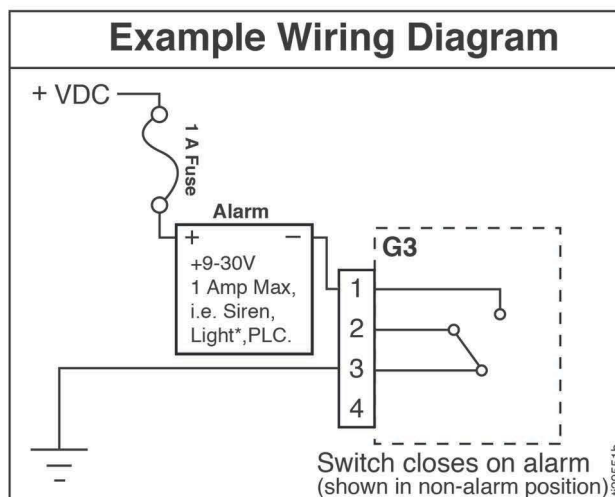 Example Wiring Diagram
+ VDC
1 A Fuse
Alarm
+ −
+9-30V
1 Amp Max,
i.e. Siren,
Light*,PLC.
G3
1
2
3
4
Switch closes on alarm
(shown in non-alarm position)